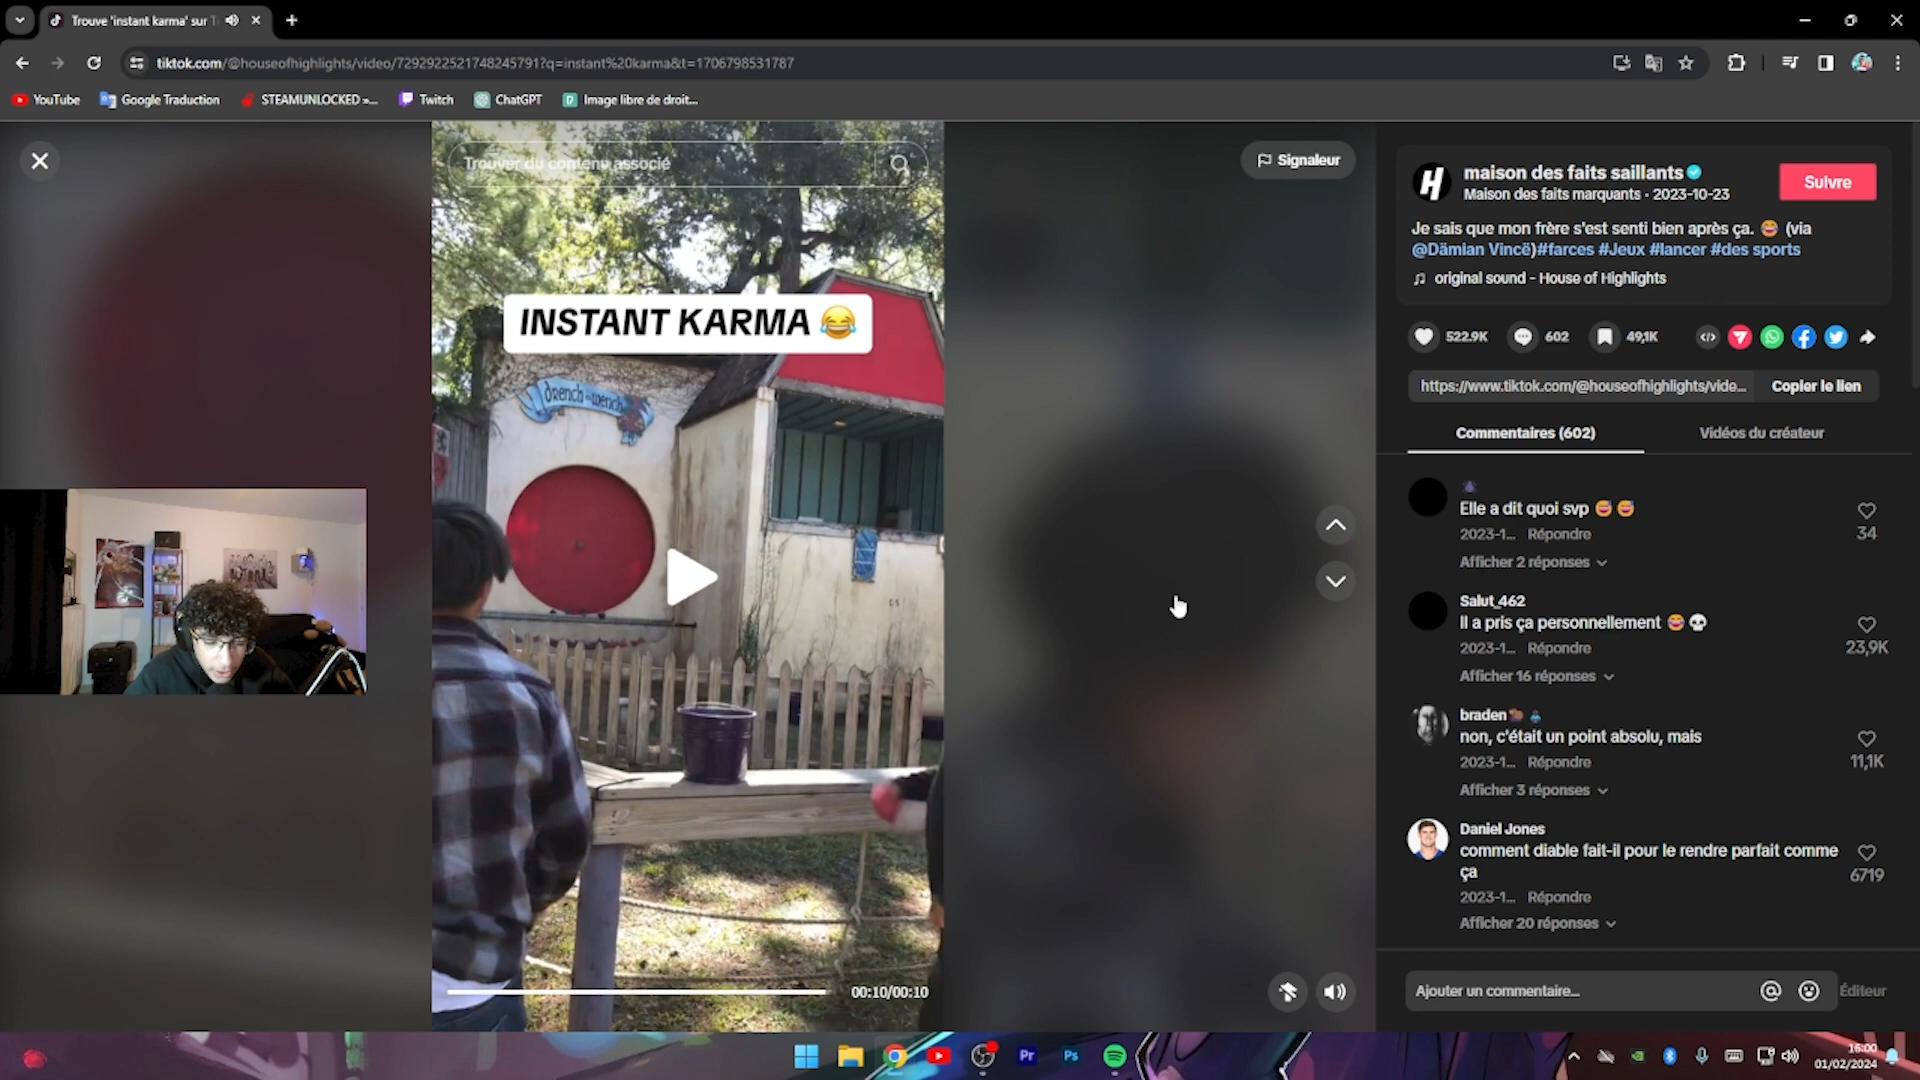 Trouve 'instant karma' sur T
tiktok.com/@houseofhighlights/video/7292922521748245791?q=instant%20karma&t=1706798531787
YouTube
Google Traduction
STEAMUNLOCKED »...
Twitch
ChatGPT
Image libre de droit...
Trouver du contenu associé
Signaleur
INSTANT KARMA 😂
drench a wench
00:10/00:10
maison des faits saillants
Maison des faits marquants · 2023-10-23
Suivre
Je sais que mon frère s'est senti bien après ça. 😂 (via
@Dämian Vincë)#farces #Jeux #lancer #des sports
original sound - House of Highlights
522.9K
602
49,1K
https://www.tiktok.com/@houseofhighlights/vide...
Copier le lien
Commentaires (602)
Vidéos du créateur
Elle a dit quoi svp 😅 😅
34
2023-1... Répondre
Afficher 2 réponses
Salut_462
Il a pris ça personnellement 😂 💀
23,9K
2023-1... Répondre
Afficher 16 réponses
braden
non, c'était un point absolu, mais
11,1K
2023-1... Répondre
Afficher 3 réponses
Daniel Jones
comment diable fait-il pour le rendre parfait comme
ça
6719
2023-1... Répondre
Afficher 20 réponses
Ajouter un commentaire...
Éditeur
Pr
Ps
16:00
01/02/2024